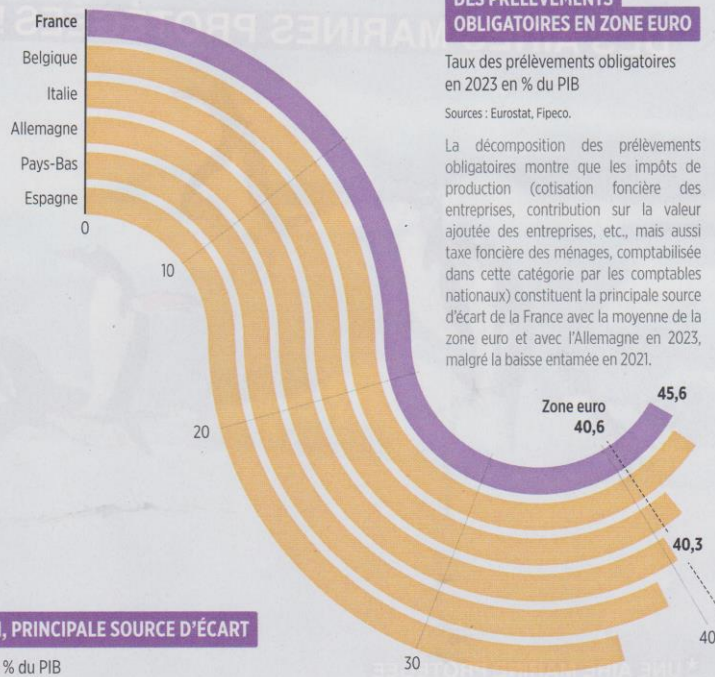 DES PRÉLÈVEMENTS
OBLIGATOIRES EN ZONE EURO
Taux des prélèvements obligatoires
en 2023 en % du PIB
Sources : Eurostat, Fipeco.
La décomposition des prélèvements
obligatoires montre que les impôts de
production (cotisation foncière des
entreprises, contribution sur la valeur
ajoutée des entreprises, etc., mais aussi
taxe foncière des ménages, comptabilisée
dans cette catégorie par les comptables
nationaux) constituent la principale source
d'écart de la France avec la moyenne de la
zone euro et avec l'Allemagne en 2023,
malgré la baisse entamée en 2021.
France
Belgique
Italie
Allemagne
Pays-Bas
Espagne
0
10
20
30
40
Zone euro
40,6
45,6
40,3
, PRINCIPALE SOURCE D'ÉCART
% du PIB